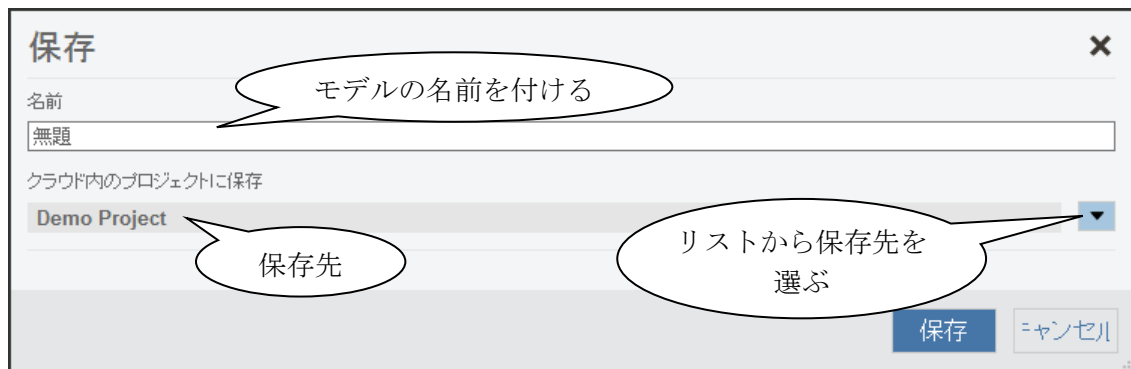 保存
モデルの名前を付ける
名前
無題
クラウド内のプロジェクトに保存
Demo Project
リストから保存先を
選ぶ
保存先
保存
キャンセル